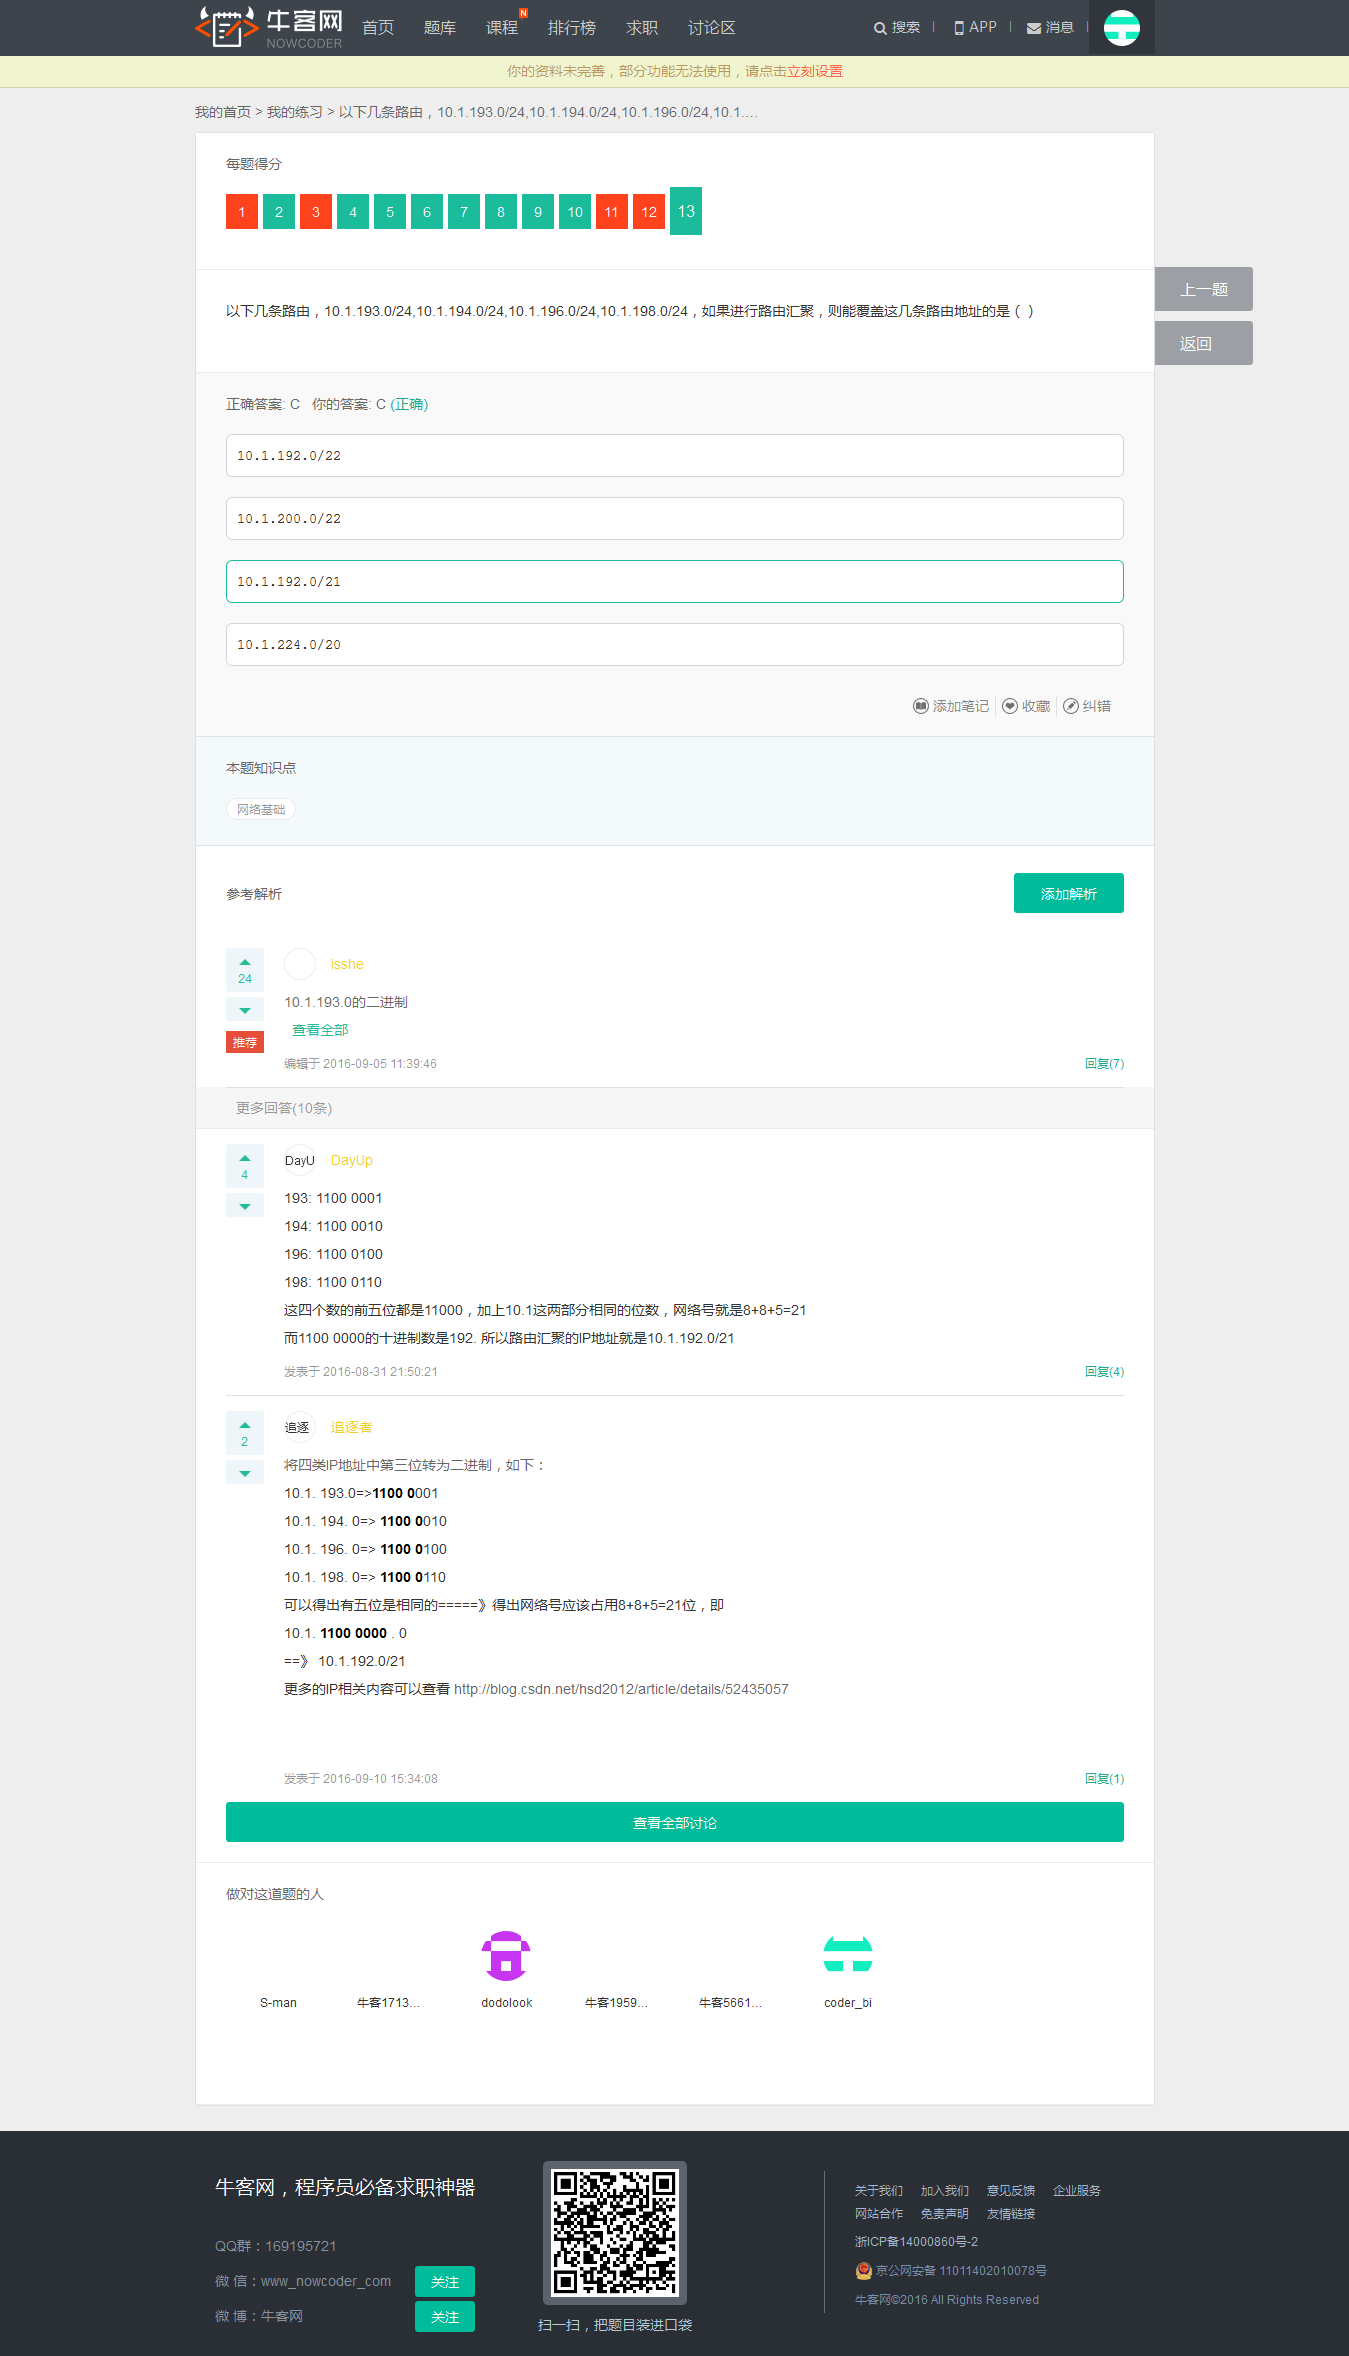 牛客网 NOWCODER 首页 题库 课程 N 排行榜 求职 讨论区 搜索 APP 消息
你的资料未完善，部分功能无法使用，请点击立刻设置
我的首页 > 我的练习 > 以下几条路由，10.1.193.0/24,10.1.194.0/24,10.1.196.0/24,10.1....
每题得分
1 2 3 4 5 6 7 8 9 10 11 12 13
以下几条路由，10.1.193.0/24,10.1.194.0/24,10.1.196.0/24,10.1.198.0/24，如果进行路由汇聚，则能覆盖这几条路由地址的是 ( )
上一题
返回
正确答案: C 你的答案: C (正确)
10.1.192.0/22
10.1.200.0/22
10.1.192.0/21
10.1.224.0/20
添加笔记 收藏 纠错
本题知识点
网络基础
参考解析 添加解析
24
推荐
isshe
10.1.193.0的二进制
查看全部
编辑于 2016-09-05 11:39:46 回复(7)
更多回答(10条)
4
DayU DayUp
193: 1100 0001
194: 1100 0010
196: 1100 0100
198: 1100 0110
这四个数的前五位都是11000，加上10.1这两部分相同的位数，网络号就是8+8+5=21
而1100 0000的十进制数是192. 所以路由汇聚的IP地址就是10.1.192.0/21
发表于 2016-08-31 21:50:21 回复(4)
2
追逐 追逐者
将四类IP地址中第三位转为二进制，如下：
10.1. 193.0=>1100 0001
10.1. 194. 0=> 1100 0010
10.1. 196. 0=> 1100 0100
10.1. 198. 0=> 1100 0110
可以得出有五位是相同的=====》得出网络号应该占用8+8+5=21位，即
10.1. 1100 0000 . 0
==》 10.1.192.0/21
更多的IP相关内容可以查看 http://blog.csdn.net/hsd2012/article/details/52435057
发表于 2016-09-10 15:34:08 回复(1)
查看全部讨论
做对这道题的人
S-man 牛客1713... dodolook 牛客1959... 牛客5661... coder_bi
牛客网，程序员必备求职神器
QQ群：169195721
微 信：www_nowcoder_com 关注
微 博：牛客网 关注
扫一扫，把题目装进口袋
关于我们 加入我们 意见反馈 企业服务
网站合作 免责声明 友情链接
浙ICP备14000860号-2
京公网安备 11011402010078号
牛客网©2016 All Rights Reserved